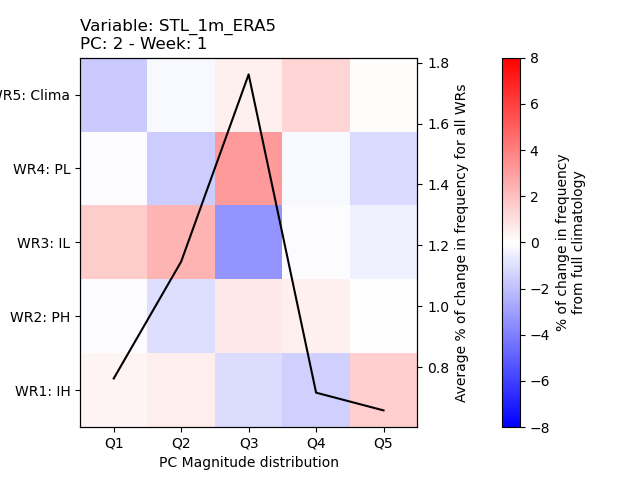 Variable: STL_1m_ERA5
PC: 2 - Week: 1
WR5: Clima
WR4: PL
WR3: IL
WR2: PH
WR1: IH
Q1 Q2 Q3 Q4 Q5
PC Magnitude distribution
1.8
1.6
1.4
1.2
1.0
0.8
Average % of change in frequency for all WRs
8
6
4
2
0
−2
−4
−6
−8
% of change in frequency
from full climatology